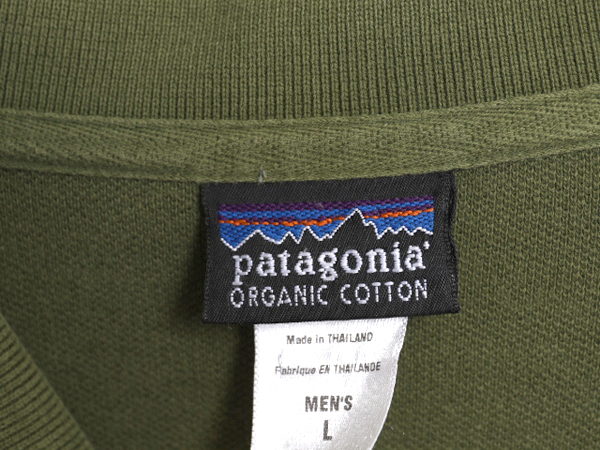 patagonia®
ORGANIC COTTON
Made in THAILAND
Fabrique EN THAILANDE
MEN'S
L